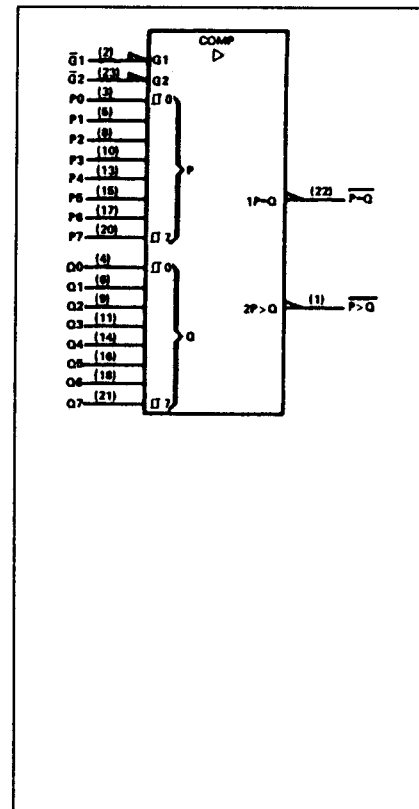 COMP
▷
G̅1 (2) G1
G̅2 (23) G2
P0 (3) 0
P1 (5)
P2 (8)
P3 (10)
P4 (13)
P5 (15)
P6 (17)
P7 (20) 7
P
Q0 (4) 0
Q1 (6)
Q2 (9)
Q3 (11)
Q4 (14)
Q5 (16)
Q6 (18)
Q7 (21) 7
Q
1P=Q (22) P̅=̅Q̅
2P>Q (1) P̅>̅Q̅